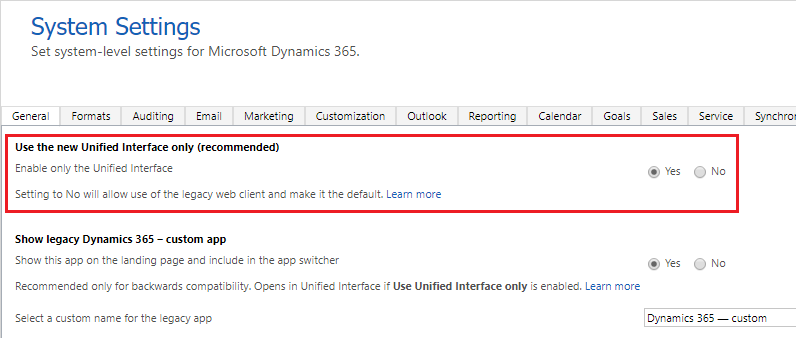 System Settings
Set system-level settings for Microsoft Dynamics 365.
General Formats Auditing Email Marketing Customization Outlook Reporting Calendar Goals Sales Service Synchron
Use the new Unified Interface only (recommended)
Enable only the Unified Interface Yes No
Setting to No will allow use of the legacy web client and make it the default. Learn more
Show legacy Dynamics 365 – custom app
Show this app on the landing page and include in the app switcher Yes No
Recommended only for backwards compatibility. Opens in Unified Interface if Use Unified Interface only is enabled. Learn more
Select a custom name for the legacy app Dynamics 365 — custom